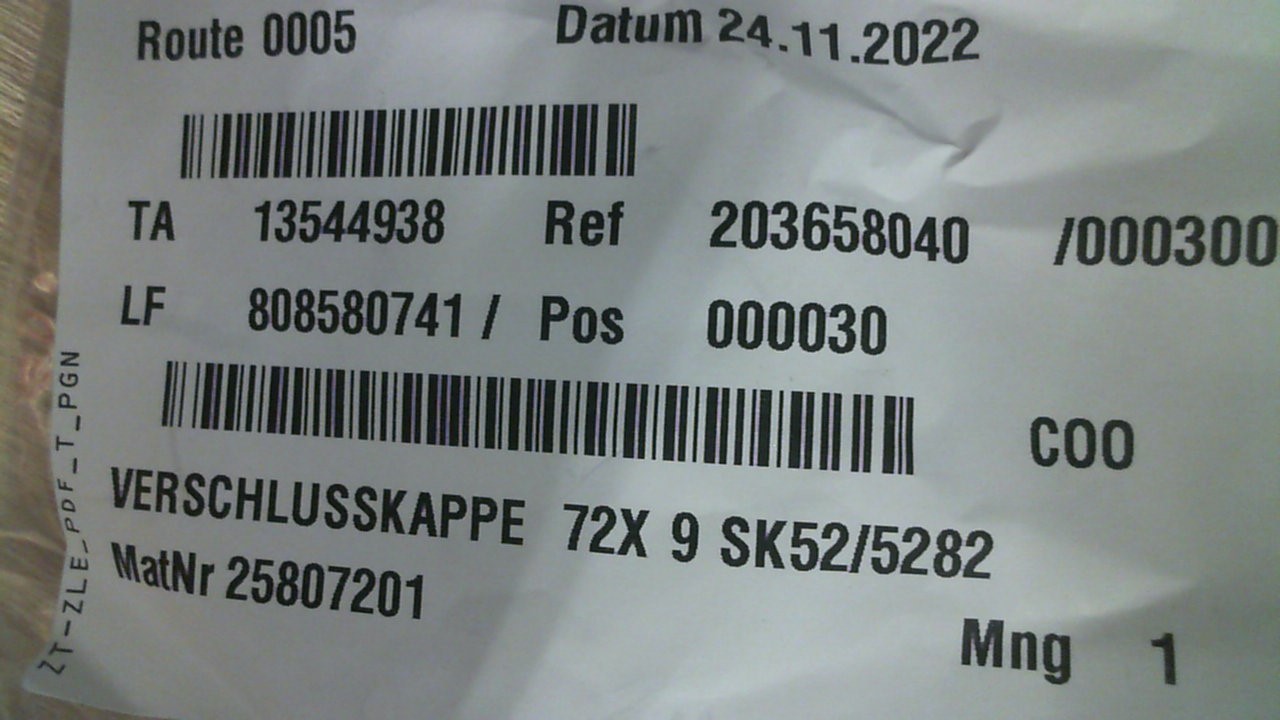 Route 0005 Datum 24.11.2022
TA 13544938 Ref 203658040 /000300
LF 808580741 / Pos 000030
COO
VERSCHLUSSKAPPE 72X 9 SK52/5282
MatNr 25807201
Mng 1
ZT-ZLE_PDF_T_PGN